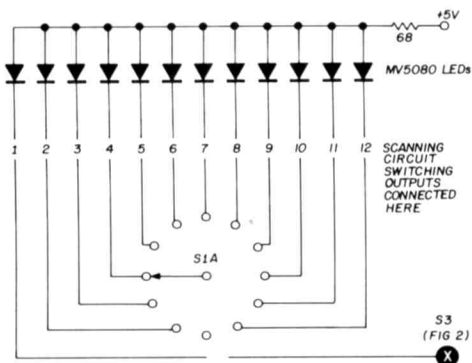 +5V
68
MV5080 LEDs
1 2 3 4 5 6 7 8 9 10 11 12
SCANNING
CIRCUIT
SWITCHING
OUTPUTS
CONNECTED
HERE
S1A
S3
(FIG 2)
X